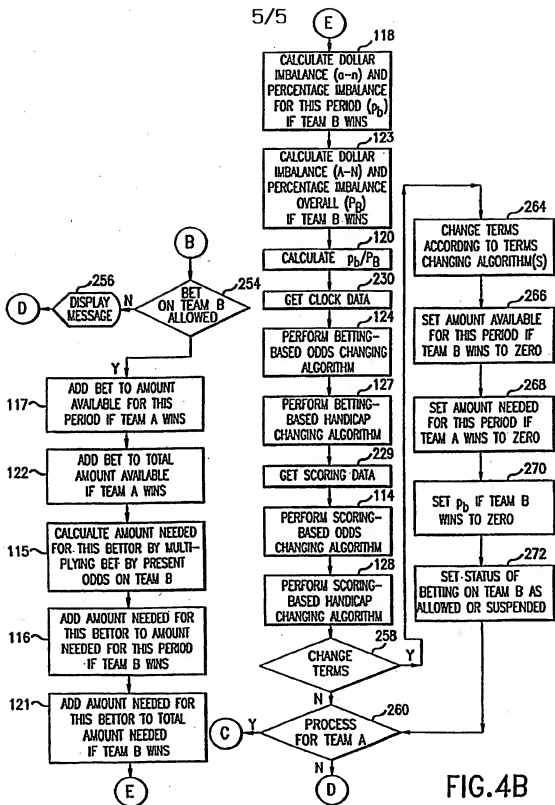 5/5
B
254
BET
ON TEAM B
ALLOWED
N
256
DISPLAY
MESSAGE
D
Y
117
ADD BET TO AMOUNT
AVAILABLE FOR THIS
PERIOD IF TEAM A WINS
122
ADD BET TO TOTAL
AMOUNT AVAILABLE
IF TEAM A WINS
115
CALCUALTE AMOUNT NEEDED
FOR THIS BETTOR BY MULTI-
PLYING BET BY PRESENT
ODDS ON TEAM B
116
ADD AMOUNT NEEDED FOR
THIS BETTOR TO AMOUNT
NEEDED FOR THIS PERIOD
IF TEAM B WINS
121
ADD AMOUNT NEEDED FOR
THIS BETTOR TO TOTAL
AMOUNT NEEDED
IF TEAM B WINS
E
E
118
CALCULATE DOLLAR
IMBALANCE (a-n) AND
PERCENTAGE IMBALANCE
FOR THIS PERIOD (pb)
IF TEAM B WINS
123
CALCULATE DOLLAR
IMBALANCE (A-N) AND
PERCENTAGE IMBALANCE
OVERALL (PB)
IF TEAM B WINS
120
CALCULATE pb/PB
230
GET CLOCK DATA
124
PERFORM BETTING-
BASED ODDS CHANGING
ALGORITHM
127
PERFORM BETTING-
BASED HANDICAP
CHANGING ALGORITHM
229
GET SCORING DATA
114
PERFORM SCORING-
BASED ODDS
CHANGING ALGORITHM
128
PERFORM SCORING-
BASED HANDICAP
CHANGING ALGORITHM
258
CHANGE
TERMS
Y
N
260
PROCESS
FOR TEAM A
Y
C
N
D
264
CHANGE TERMS
ACCORDING TO TERMS
CHANGING ALGORITHM(S)
266
SET AMOUNT AVAILABLE
FOR THIS PERIOD IF
TEAM B WINS TO ZERO
268
SET AMOUNT NEEDED
FOR THIS PERIOD IF
TEAM A WINS TO ZERO
270
SET pb IF TEAM B
WINS TO ZERO
272
SET STATUS OF
BETTING ON TEAM B AS
ALLOWED OR SUSPENDED
FIG.4B